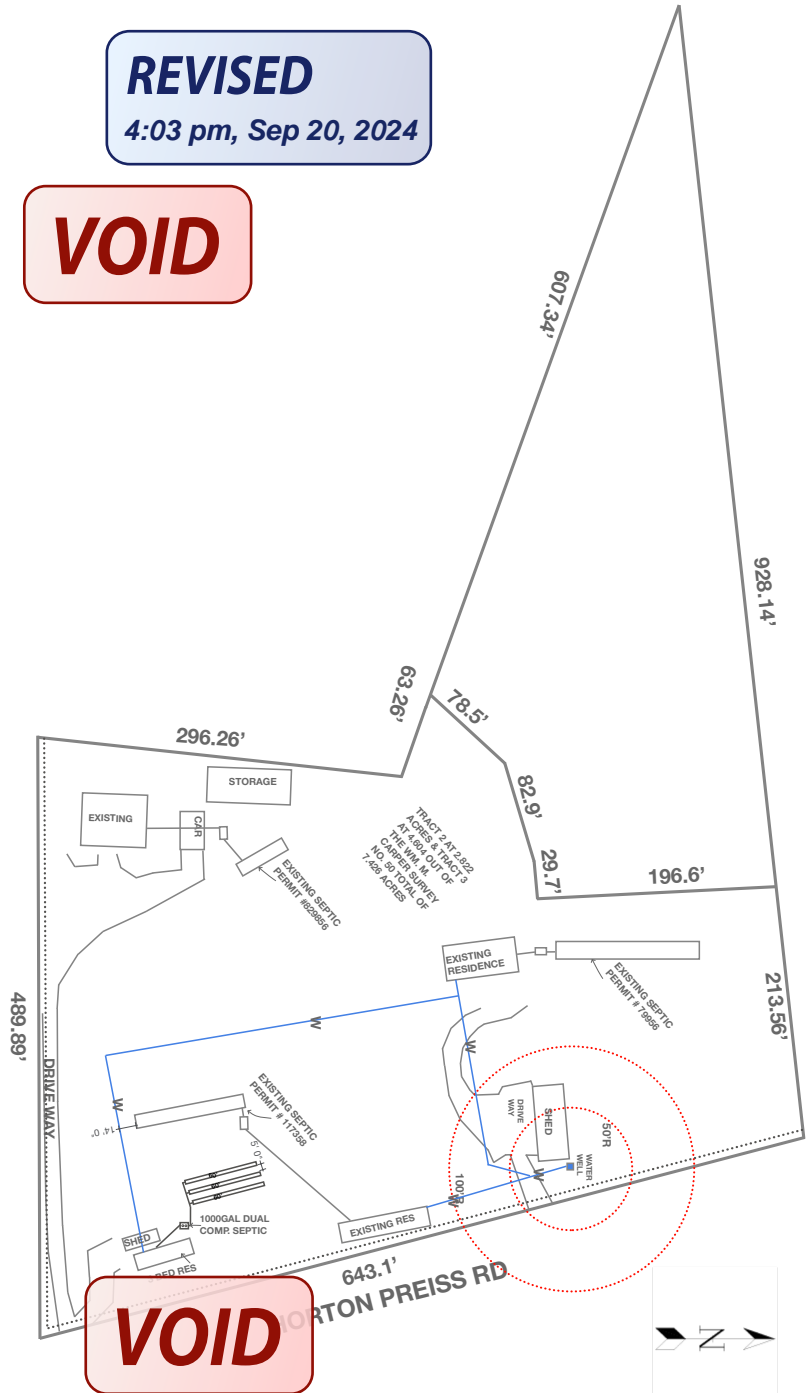 REVISED
4:03 pm, Sep 20, 2024
VOID
607.34’
928.14’
63.26’
78.5’
296.26’
82.9’
29.7’
196.6’
STORAGE
EXISTING
CAR
EXISTING SEPTIC
PERMIT #829856
TRACT 2 AT 2.822
ACRES & TRACT 3
AT 4.604 OUT OF
THE WM. M.
CARPER SURVEY
NO. 50 TOTAL OF
7.426 ACRES
EXISTING
RESIDENCE
EXISTING SEPTIC
PERMIT # 79956
213.56’
489.89’
DRIVE WAY
W
W
W
14' 0"
EXISTING SEPTIC
PERMIT # 117358
5' 0"
DRIVE
WAY
SHED
50'R
WATER
WELL
100'R
W
W
1000GAL DUAL
COMP. SEPTIC
SHED
BED RES
EXISTING RES
643.1’
HORTON PREISS RD
VOID
N